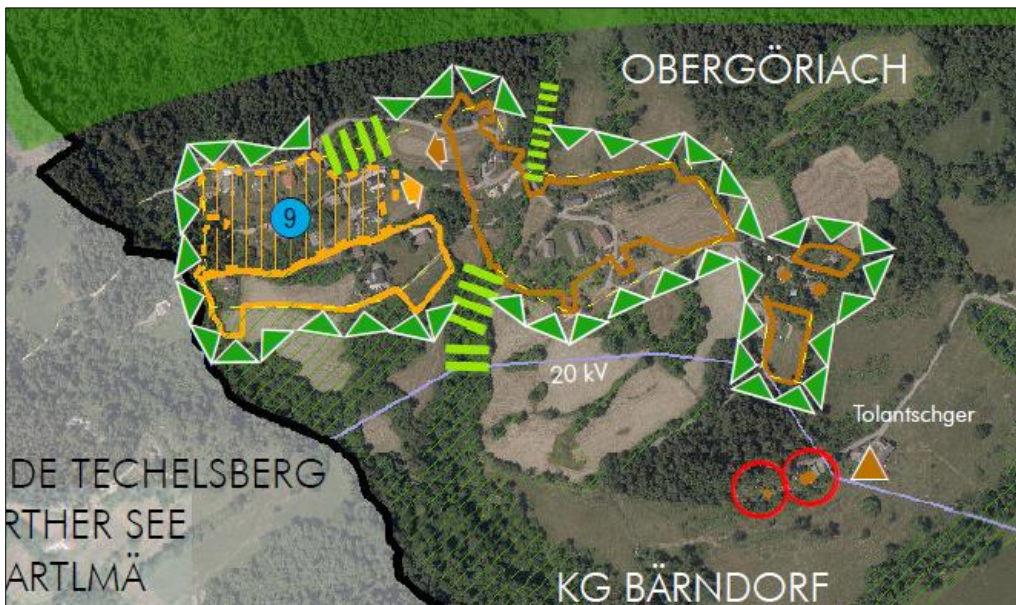 OBERGÖRIACH
9
20 kV
Tolantschger
DE TECHELSBERG
RTHER SEE
ARTLMÄ
KG BÄRNDORF